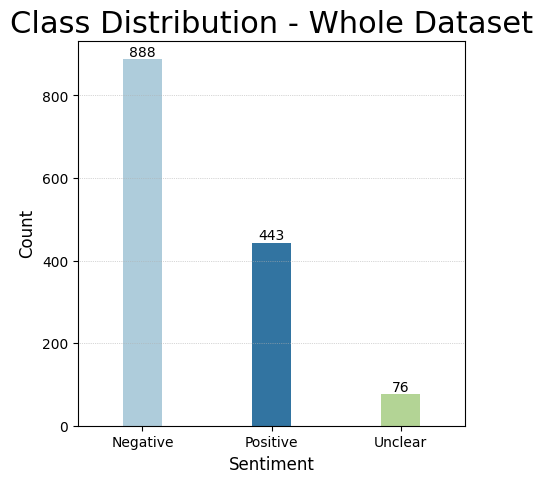 Class Distribution - Whole Dataset
888
800
600
443
400
200
76
0
Count
Negative
Positive
Unclear
Sentiment